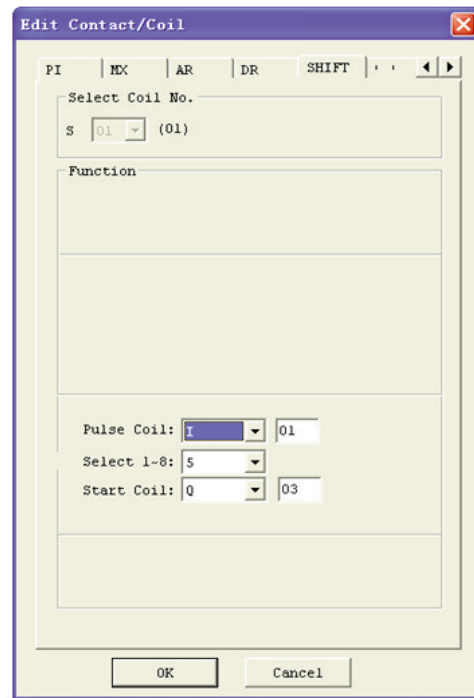 Edit Contact/Coil
PI MX AR DR SHIFT
Select Coil No.
S 01 (01)
Function
Pulse Coil: I 01
Select 1~8: 5
Start Coil: Q 03
OK Cancel